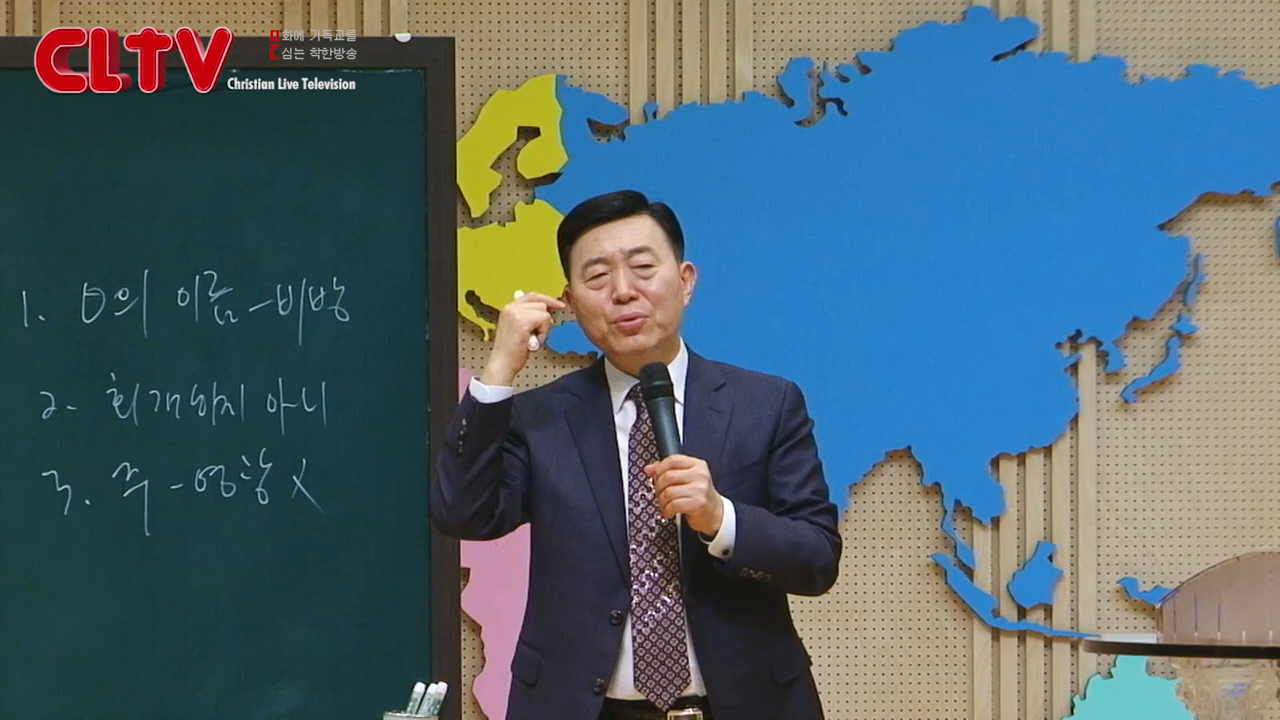 CLTV
문화에 기독교를
심는 착한방송
Christian Live Television
1. 의 이름-비방
2- 회개하지 아니
3. 주-영광 X